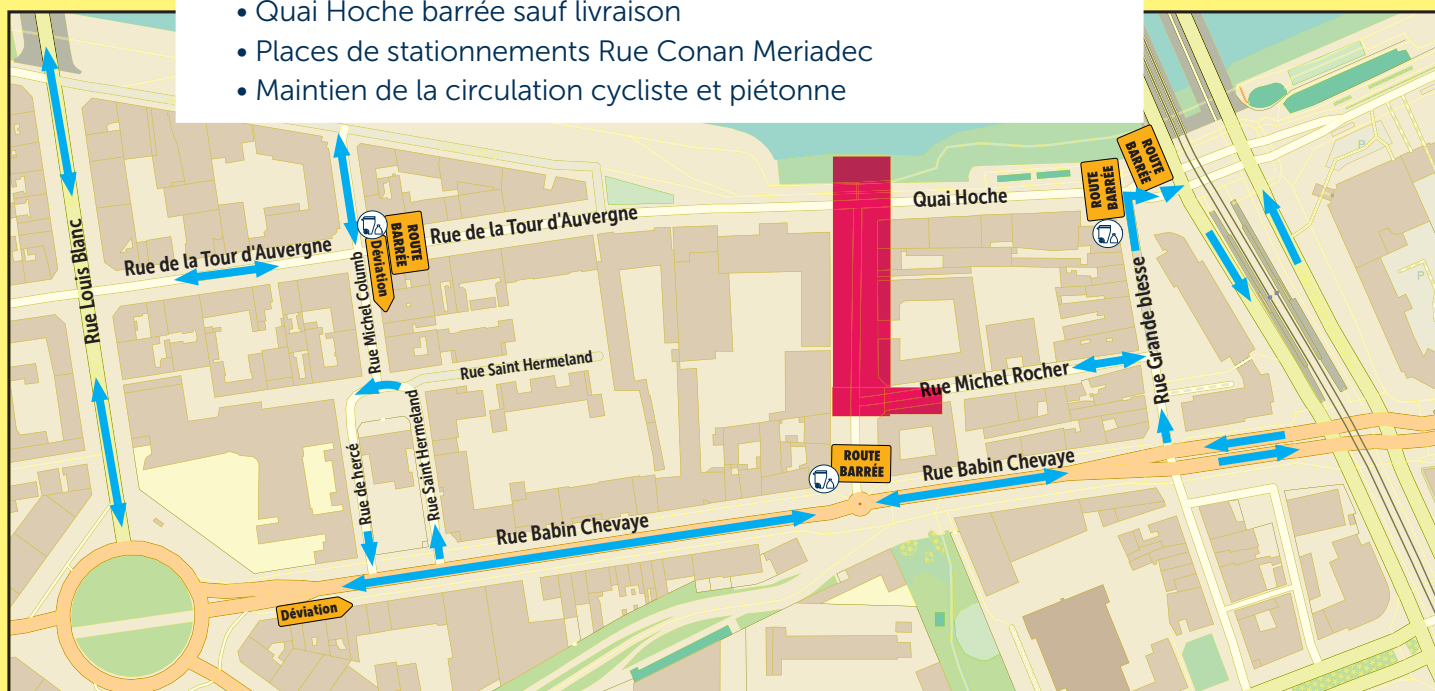 • Quai Hoche barrée sauf livraison
• Places de stationnements Rue Conan Meriadec
• Maintien de la circulation cycliste et piétonne
ROUTE
BARRÉE
ROUTE
BARRÉE
P
Quai Hoche
Rue de la Tour d'Auvergne
ROUTE
BARRÉE
Déviation
Rue de la Tour d'Auvergne
Rue Louis Blanc
Rue Michel Columb
P
Rue Grande blesse
Rue Saint Hermeland
Rue Michel Rocher
Rue de hercé
Rue Saint Hermeland
ROUTE
BARRÉE
Rue Babin Chevaye
Rue Babin Chevaye
Déviation